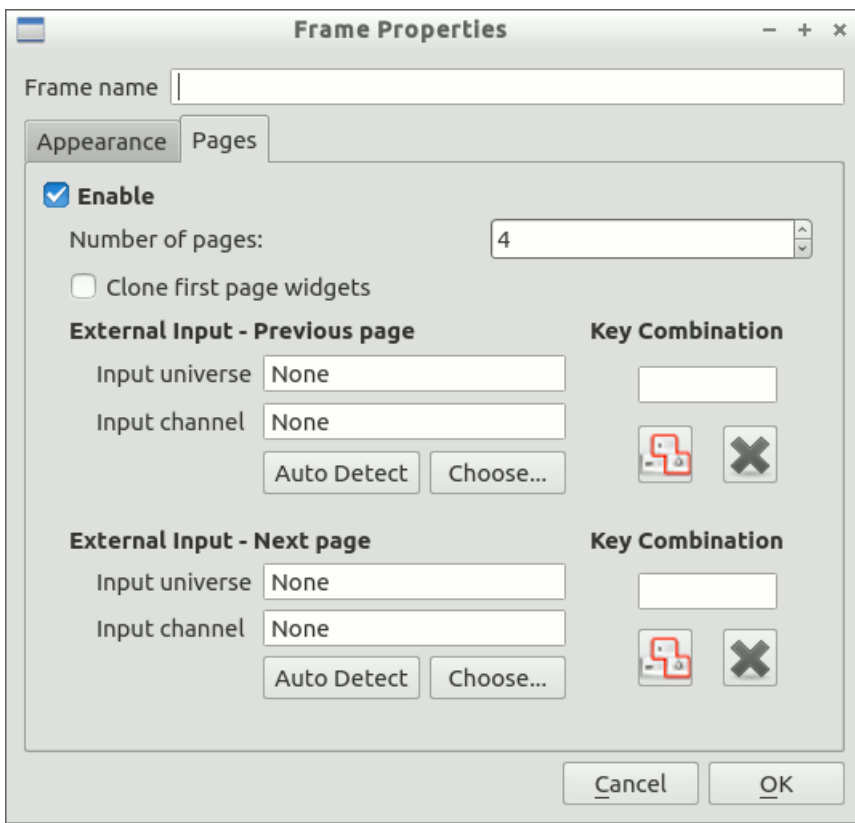 Frame Properties
Frame name
Appearance Pages
Enable
Number of pages: 4
Clone first page widgets
External Input - Previous page Key Combination
Input universe None
Input channel None
Auto Detect Choose...
External Input - Next page Key Combination
Input universe None
Input channel None
Auto Detect Choose...
Cancel OK